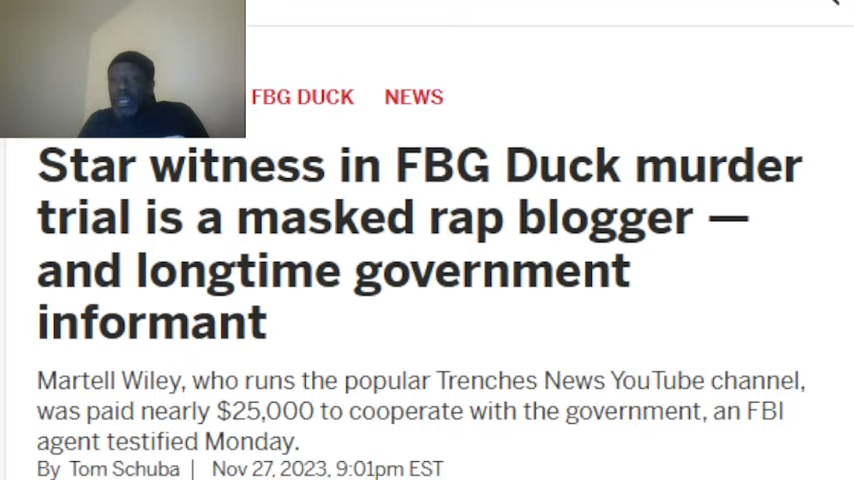 FBG DUCK NEWS
Star witness in FBG Duck murder
trial is a masked rap blogger —
and longtime government
informant
Martell Wiley, who runs the popular Trenches News YouTube channel,
was paid nearly $25,000 to cooperate with the government, an FBI
agent testified Monday.
By Tom Schuba | Nov 27, 2023, 9:01pm EST